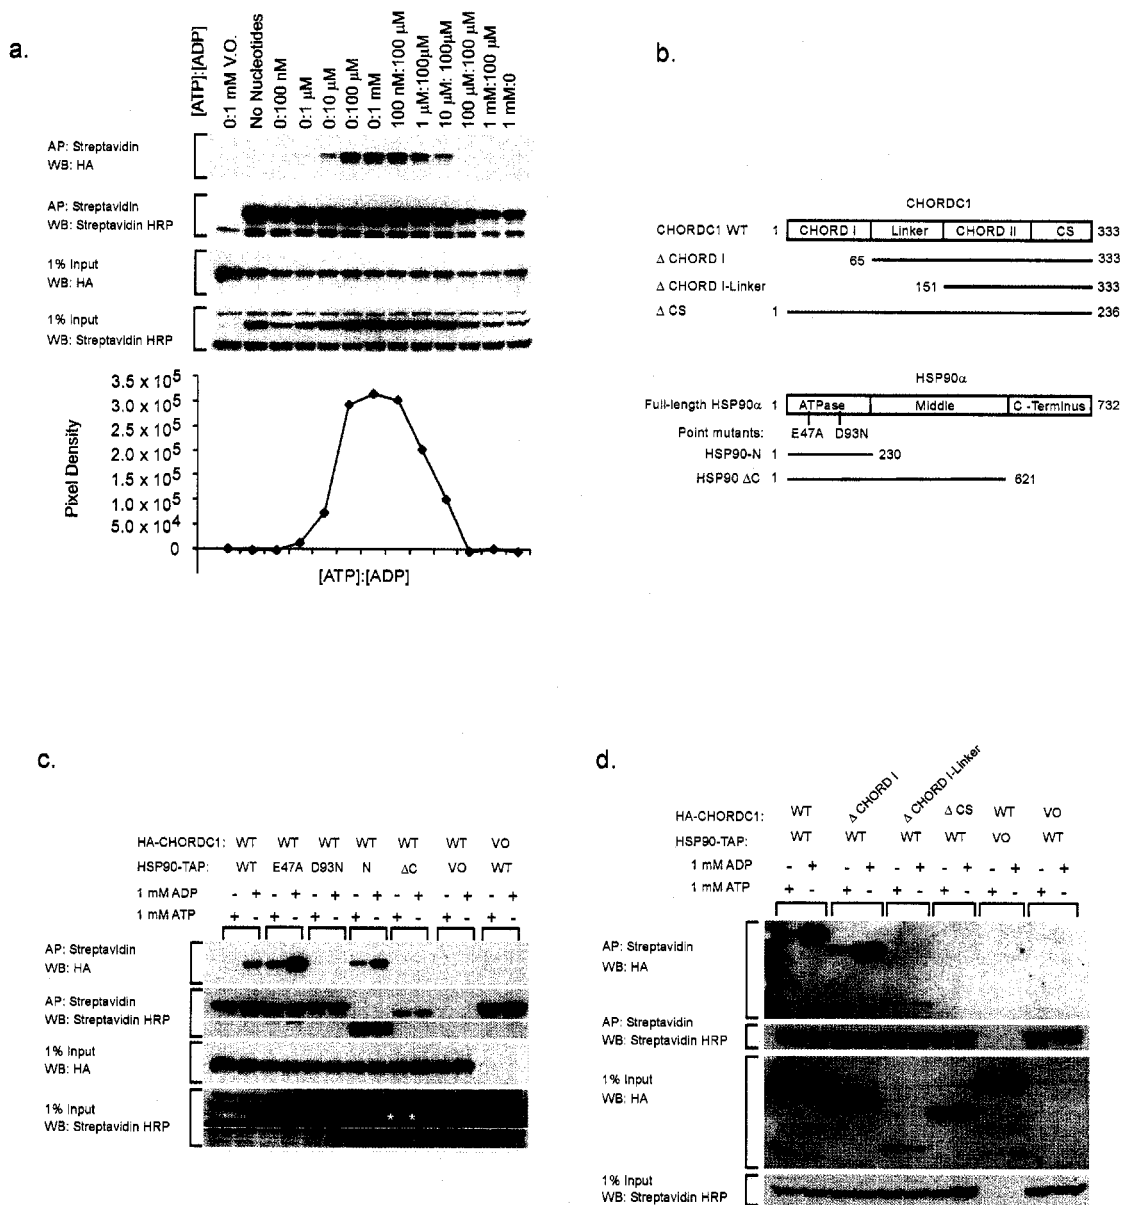 a.
[ATP]:[ADP]
0:1 mM V.O.
No Nucleotides
0:100 nM
0:1 µM
0:10 µM
0:100 µM
0:1 mM
100 nM:100 µM
1 µM:100µM
10 µM: 100µM
100 µM:100 µM
1 mM:100 µM
1 mM:0
AP: Streptavidin
WB: HA
AP: Streptavidin
WB: Streptavidin HRP
1% Input
WB: HA
1% Input
WB: Streptavidin HRP
3.5 x 10⁵
3.0 x 10⁵
2.5 x 10⁵
2.0 x 10⁵
1.5 x 10⁵
1.0 x 10⁵
5.0 x 10⁴
0
Pixel Density
[ATP]:[ADP]
b.
CHORDC1
CHORDC1 WT 1 CHORD I Linker CHORD II CS 333
Δ CHORD I 65 333
Δ CHORD I-Linker 151 333
Δ CS 1 236
HSP90α
Full-length HSP90α 1 ATPase Middle C -Terminus 732
Point mutants: E47A D93N
HSP90-N 1 230
HSP90 ΔC 1 621
c.
HA-CHORDC1: WT WT WT WT WT WT VO
HSP90-TAP: WT E47A D93N N ΔC VO WT
1 mM ADP - + - + - + - + - + - + - +
1 mM ATP + - + - + - + - + - + - + -
AP: Streptavidin
WB: HA
AP: Streptavidin
WB: Streptavidin HRP
1% Input
WB: HA
1% Input
WB: Streptavidin HRP
* *
d.
HA-CHORDC1: WT Δ CHORD I Δ CHORD I-Linker Δ CS WT VO
HSP90-TAP: WT WT WT WT VO WT
1 mM ADP - + - + - + - + - + - +
1 mM ATP + - + - + - + - + - + -
AP: Streptavidin
WB: HA
AP: Streptavidin
WB: Streptavidin HRP
1% Input
WB: HA
1% Input
WB: Streptavidin HRP